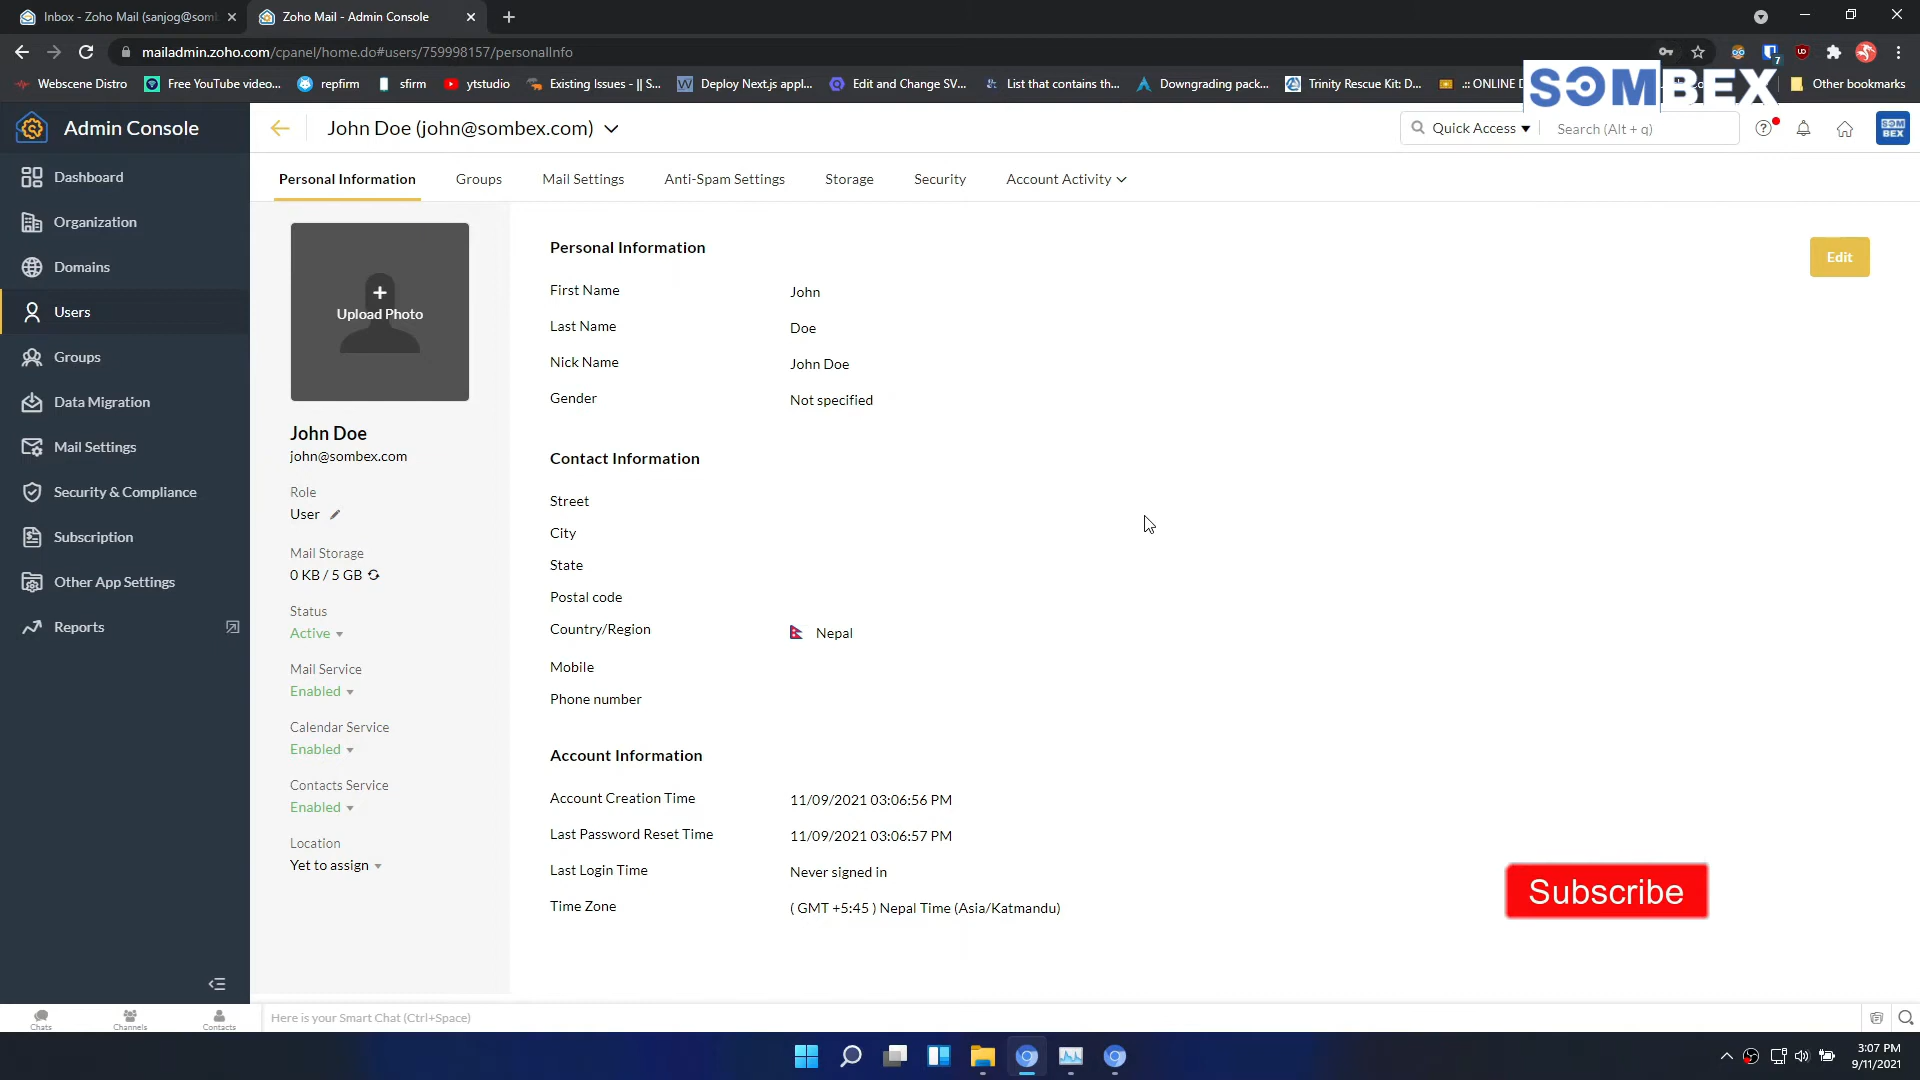 Inbox - Zoho Mail (sanjog@somb
Zoho Mail - Admin Console
mailadmin.zoho.com/cpanel/home.do#users/759998157/personalInfo
7
Webscene Distro
Free YouTube video...
repfirm
sfirm
ytstudio
Existing Issues - || S...
Deploy Next.js appl...
Edit and Change SV...
List that contains th...
Downgrading pack...
Trinity Rescue Kit: D...
.:: ONLINE D
Other bookmarks
SOMBEX
Admin Console
John Doe (john@sombex.com)
Quick Access
Search (Alt + q)
SOM
BEX
Dashboard
Organization
Domains
Users
Groups
Data Migration
Mail Settings
Security & Compliance
Subscription
Other App Settings
Reports
Personal Information
Groups
Mail Settings
Anti-Spam Settings
Storage
Security
Account Activity
+
Upload Photo
John Doe
john@sombex.com
Role
User
Mail Storage
0 KB / 5 GB
Status
Active
Mail Service
Enabled
Calendar Service
Enabled
Contacts Service
Enabled
Location
Yet to assign
Personal Information
Edit
First Name John
Last Name Doe
Nick Name John Doe
Gender Not specified
Contact Information
Street
City
State
Postal code
Country/Region Nepal
Mobile
Phone number
Account Information
Account Creation Time 11/09/2021 03:06:56 PM
Last Password Reset Time 11/09/2021 03:06:57 PM
Last Login Time Never signed in
Time Zone ( GMT +5:45 ) Nepal Time (Asia/Katmandu)
Subscribe
Chats
Channels
Contacts
Here is your Smart Chat (Ctrl+Space)
3:07 PM
9/11/2021